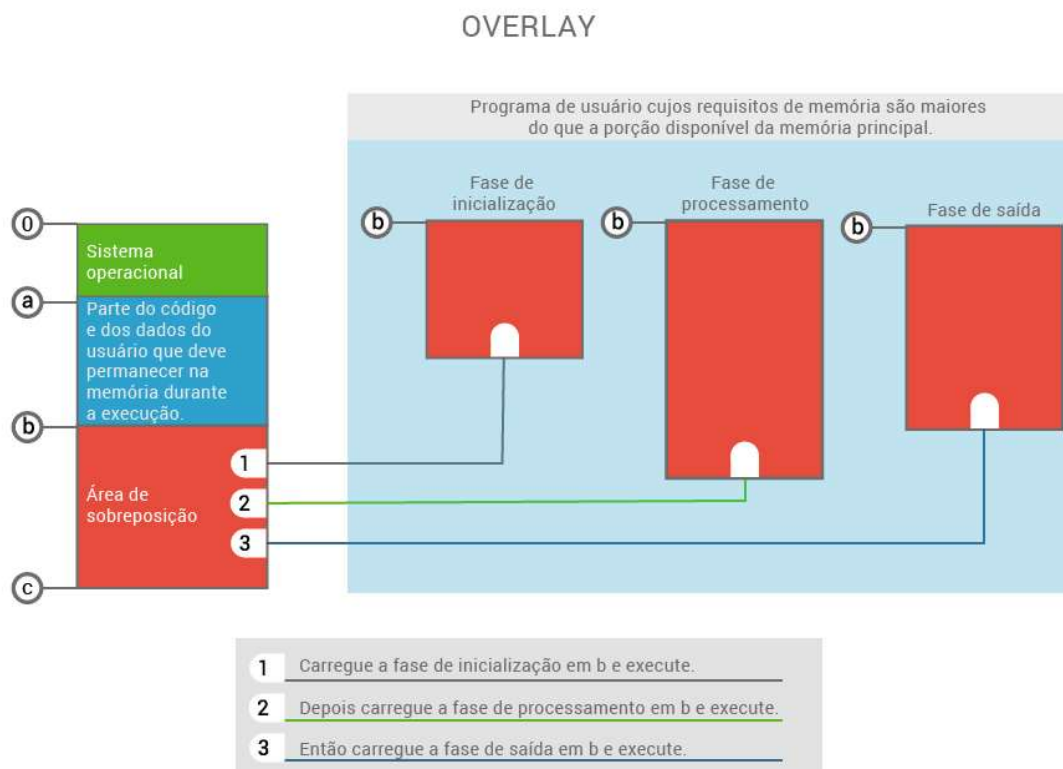 OVERLAY
Programa de usuário cujos requisitos de memória são maiores
do que a porção disponível da memória principal.
Fase de
inicialização
Fase de
processamento
Fase de saída
b
b
b
0
Sistema
operacional
a
Parte do código
e dos dados do
usuário que deve
permanecer na
memória durante
a execução.
b
1
Área de
sobreposição
2
3
c
1 Carregue a fase de inicialização em b e execute.
2 Depois carregue a fase de processamento em b e execute.
3 Então carregue a fase de saída em b e execute.